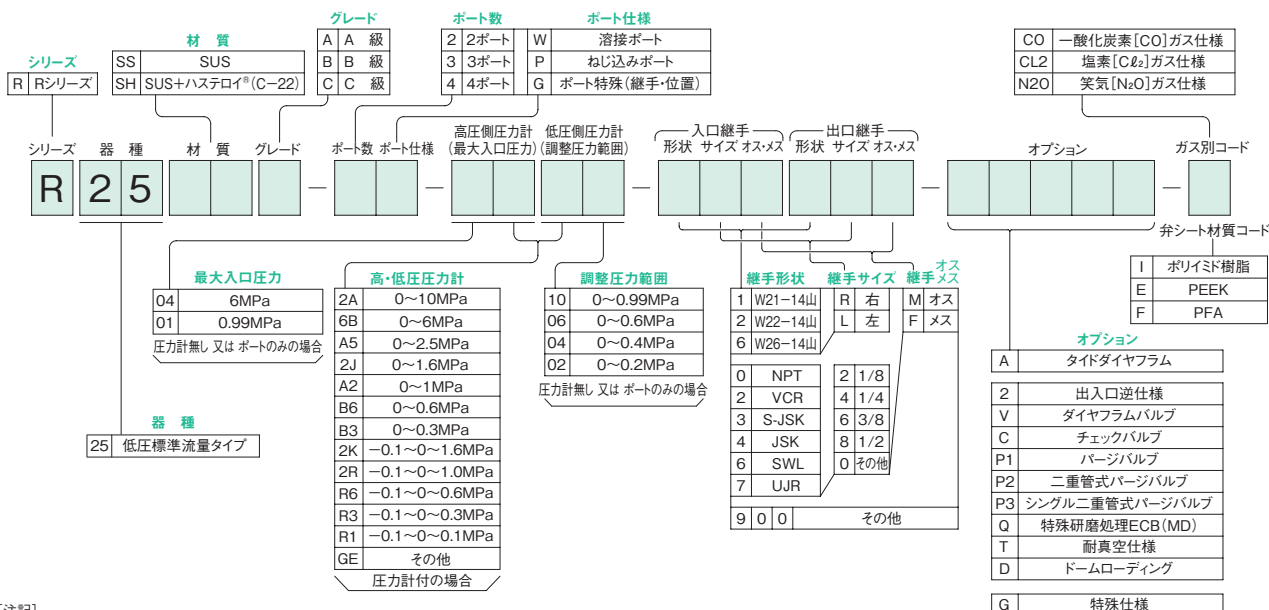 グレード
A A 級
B B 級
C C 級
ポート数
2 2ポート
3 3ポート
4 4ポート
ポート仕様
W 溶接ポート
P ねじ込みポート
G ポート特殊(継手・位置)
材 質
SS SUS
SH SUS+ハステロイ®(C-22)
シリーズ
R Rシリーズ
CO 一酸化炭素[CO]ガス仕様
CL2 塩素[Cℓ₂]ガス仕様
N2O 笑気[N₂O]ガス仕様
シリーズ 器 種 材 質 グレード ポート数 ポート仕様 高圧側圧力計(最大入口圧力) 低圧側圧力計(調整圧力範囲) 入口継手 形状 サイズ オス・メス 出口継手 形状 サイズ オス・メス オプション ガス別コード
R 2 5 — — — — —
弁シート材質コード
I ポリイミド樹脂
E PEEK
F PFA
最大入口圧力
04 6MPa
01 0.99MPa
圧力計無し 又は ポートのみの場合
器 種
25 低圧標準流量タイプ
高・低圧圧力計
2A 0〜10MPa
6B 0〜6MPa
A5 0〜2.5MPa
2J 0〜1.6MPa
A2 0〜1MPa
B6 0〜0.6MPa
B3 0〜0.3MPa
2K −0.1〜0〜1.6MPa
2R −0.1〜0〜1.0MPa
R6 −0.1〜0〜0.6MPa
R3 −0.1〜0〜0.3MPa
R1 −0.1〜0〜0.1MPa
GE その他
圧力計付の場合
調整圧力範囲
10 0〜0.99MPa
06 0〜0.6MPa
04 0〜0.4MPa
02 0〜0.2MPa
圧力計無し 又は ポートのみの場合
継手形状
1 W21−14山
2 W22−14山
6 W26−14山
0 NPT
2 VCR
3 S-JSK
4 JSK
6 SWL
7 UJR
9 0 0 その他
継手サイズ
R 右
L 左
2 1/8
4 1/4
6 3/8
8 1/2
0 その他
継手オスメス
M オス
F メス
オプション
A タイドダイヤフラム
2 出入口逆仕様
V ダイヤフラムバルブ
C チェックバルブ
P1 パージバルブ
P2 二重管式パージバルブ
P3 シングル二重管式パージバルブ
Q 特殊研磨処理ECB(MD)
T 耐真空仕様
D ドームローディング
G 特殊仕様